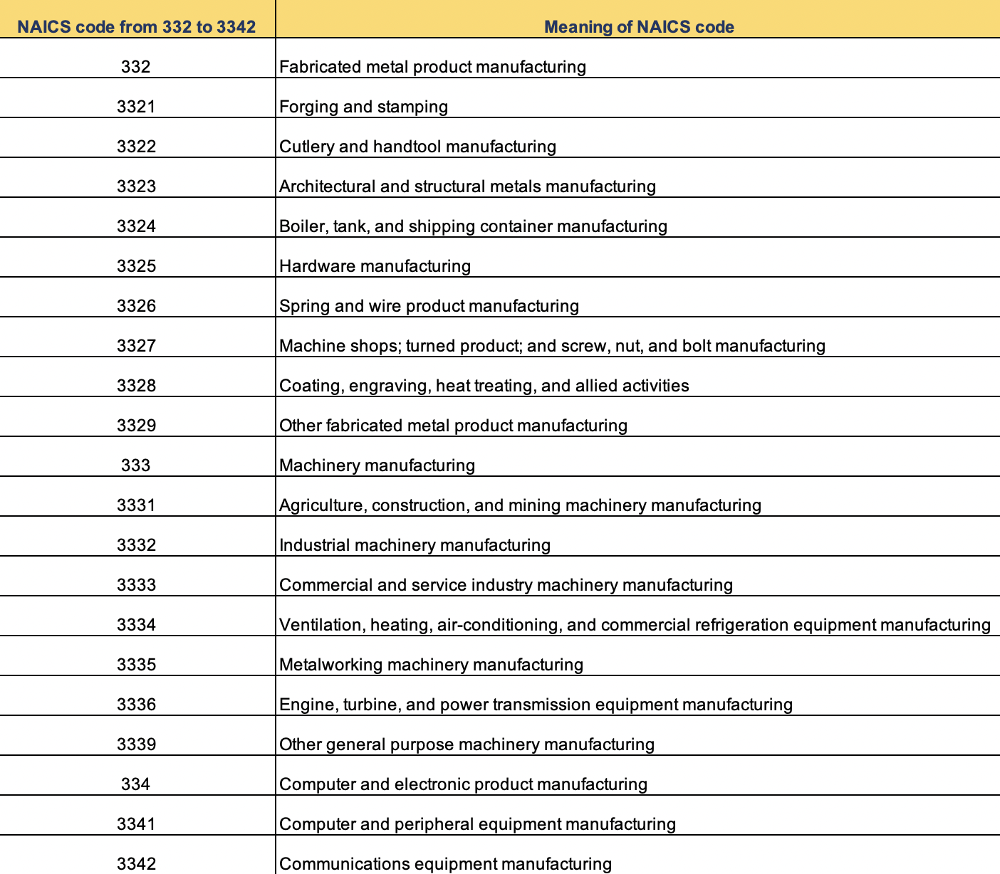 NAICS code from 332 to 3342 Meaning of NAICS code
332 Fabricated metal product manufacturing
3321 Forging and stamping
3322 Cutlery and handtool manufacturing
3323 Architectural and structural metals manufacturing
3324 Boiler, tank, and shipping container manufacturing
3325 Hardware manufacturing
3326 Spring and wire product manufacturing
3327 Machine shops; turned product; and screw, nut, and bolt manufacturing
3328 Coating, engraving, heat treating, and allied activities
3329 Other fabricated metal product manufacturing
333 Machinery manufacturing
3331 Agriculture, construction, and mining machinery manufacturing
3332 Industrial machinery manufacturing
3333 Commercial and service industry machinery manufacturing
3334 Ventilation, heating, air-conditioning, and commercial refrigeration equipment manufacturing
3335 Metalworking machinery manufacturing
3336 Engine, turbine, and power transmission equipment manufacturing
3339 Other general purpose machinery manufacturing
334 Computer and electronic product manufacturing
3341 Computer and peripheral equipment manufacturing
3342 Communications equipment manufacturing